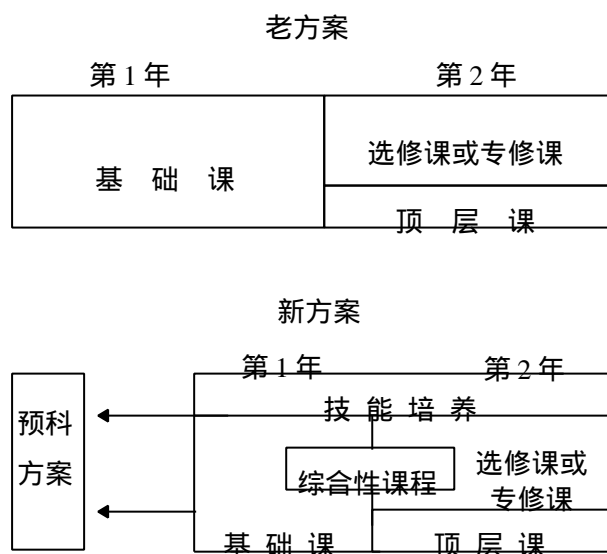 老方案
第 1 年 第 2 年
基 础 课
选修课或专修课
顶 层 课
新方案
第 1 年 第 2 年
技 能 培 养
预科
方案
综合性课程
选修课或
专修课
基 础 课 顶 层 课